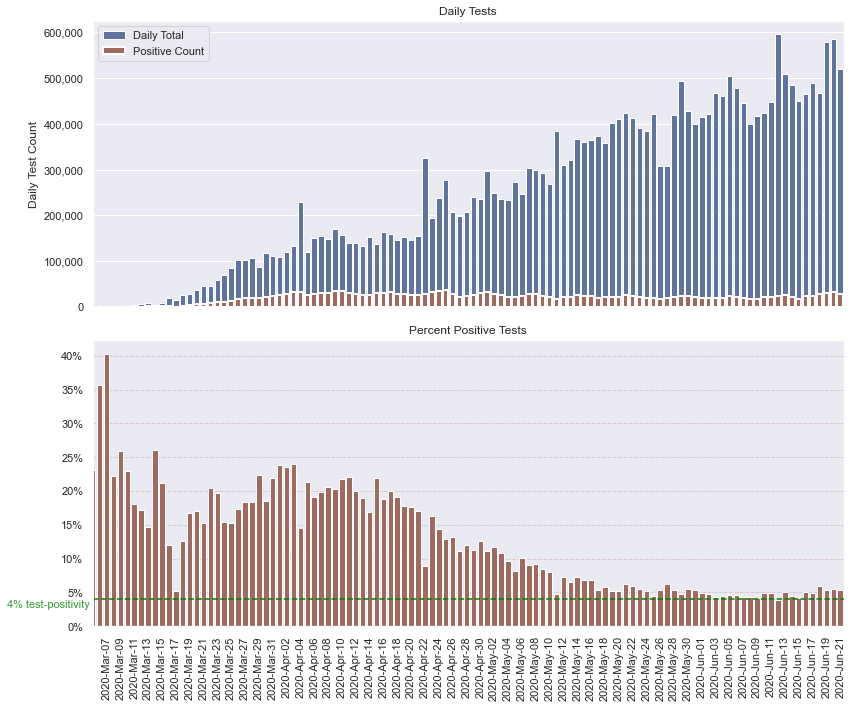 Daily Tests
Daily Total
Positive Count
600,000
500,000
400,000
300,000
200,000
100,000
0
Daily Test Count
Percent Positive Tests
40%
35%
30%
25%
20%
15%
10%
5%
4% test-positivity
0%
2020-Mar-07
2020-Mar-09
2020-Mar-11
2020-Mar-13
2020-Mar-15
2020-Mar-17
2020-Mar-19
2020-Mar-21
2020-Mar-23
2020-Mar-25
2020-Mar-27
2020-Mar-29
2020-Mar-31
2020-Apr-02
2020-Apr-04
2020-Apr-06
2020-Apr-08
2020-Apr-10
2020-Apr-12
2020-Apr-14
2020-Apr-16
2020-Apr-18
2020-Apr-20
2020-Apr-22
2020-Apr-24
2020-Apr-26
2020-Apr-28
2020-Apr-30
2020-May-02
2020-May-04
2020-May-06
2020-May-08
2020-May-10
2020-May-12
2020-May-14
2020-May-16
2020-May-18
2020-May-20
2020-May-22
2020-May-24
2020-May-26
2020-May-28
2020-May-30
2020-Jun-01
2020-Jun-03
2020-Jun-05
2020-Jun-07
2020-Jun-09
2020-Jun-11
2020-Jun-13
2020-Jun-15
2020-Jun-17
2020-Jun-19
2020-Jun-21